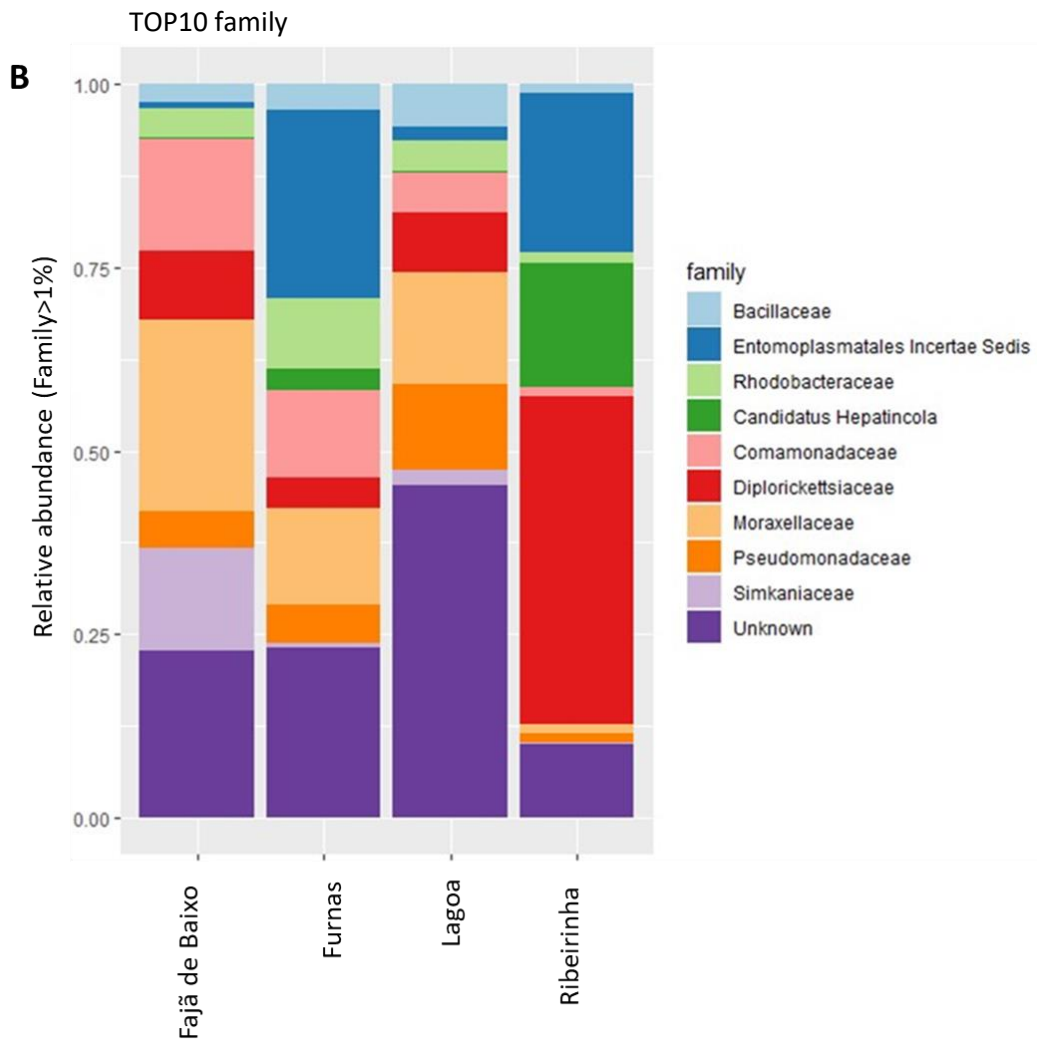 TOP10 family
B
Relative abundance (Family>1%)
1.00
0.75
0.50
0.25
0.00
Fajã de Baixo
Furnas
Lagoa
Ribeirinha
family
Bacillaceae
Entomoplasmatales Incertae Sedis
Rhodobacteraceae
Candidatus Hepatincola
Comamonadaceae
Diplorickettsiaceae
Moraxellaceae
Pseudomonadaceae
Simkaniaceae
Unknown